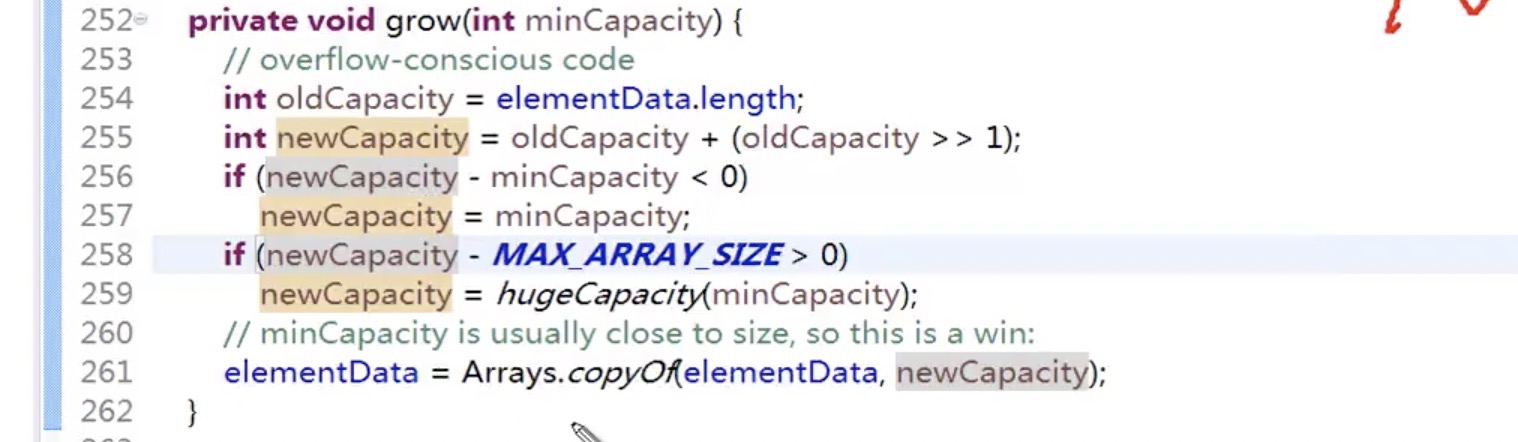 252 private void grow(int minCapacity) {
253 // overflow-conscious code
254 int oldCapacity = elementData.length;
255 int newCapacity = oldCapacity + (oldCapacity >> 1);
256 if (newCapacity - minCapacity < 0)
257 newCapacity = minCapacity;
258 if (newCapacity - MAX_ARRAY_SIZE > 0)
259 newCapacity = hugeCapacity(minCapacity);
260 // minCapacity is usually close to size, so this is a win:
261 elementData = Arrays.copyOf(elementData, newCapacity);
262 }